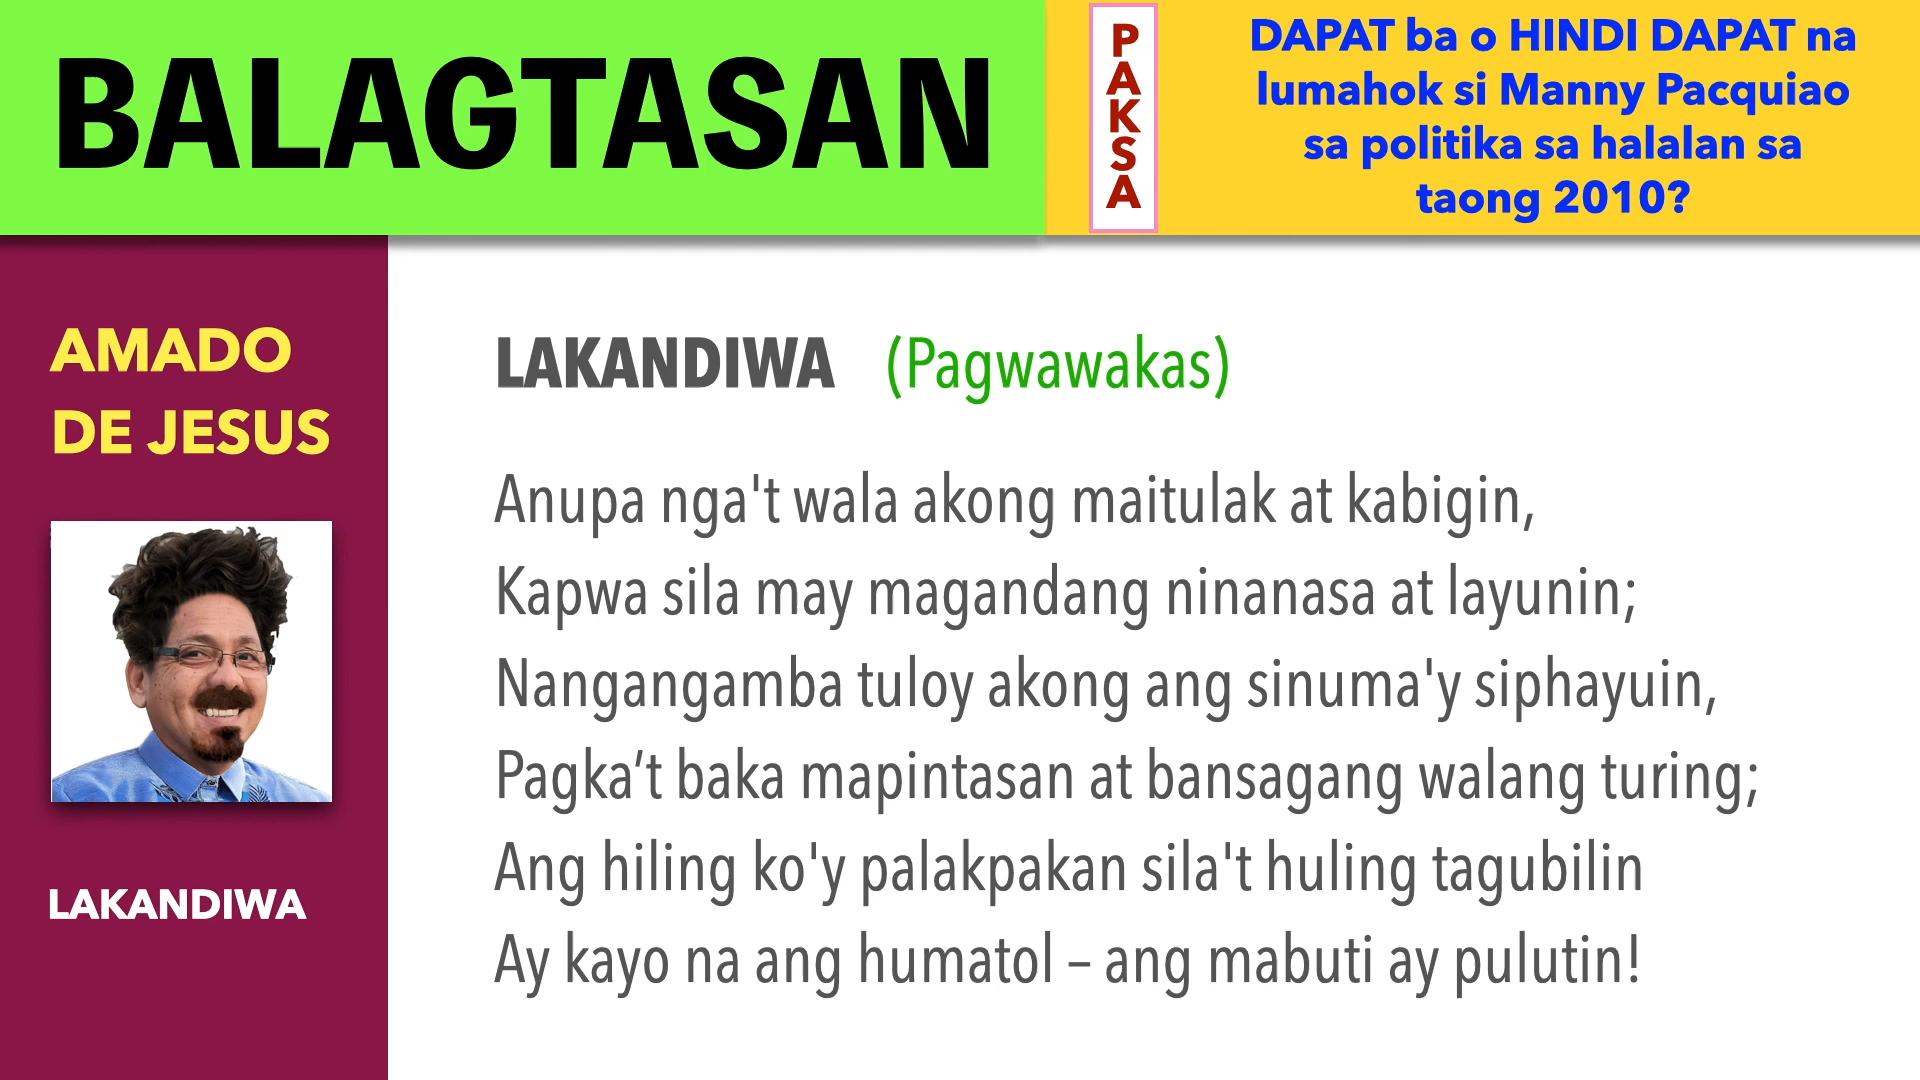 BALAGTASAN
PAKSA
DAPAT ba o HINDI DAPAT na
lumahok si Manny Pacquiao
sa politika sa halalan sa
taong 2010?
AMADO
DE JESUS
LAKANDIWA
LAKANDIWA (Pagwawakas)
Anupa nga't wala akong maitulak at kabigin,
Kapwa sila may magandang ninanasa at layunin;
Nangangamba tuloy akong ang sinuma'y siphayuin,
Pagka‘t baka mapintasan at bansagang walang turing;
Ang hiling ko'y palakpakan sila't huling tagubilin
Ay kayo na ang humatol – ang mabuti ay pulutin!